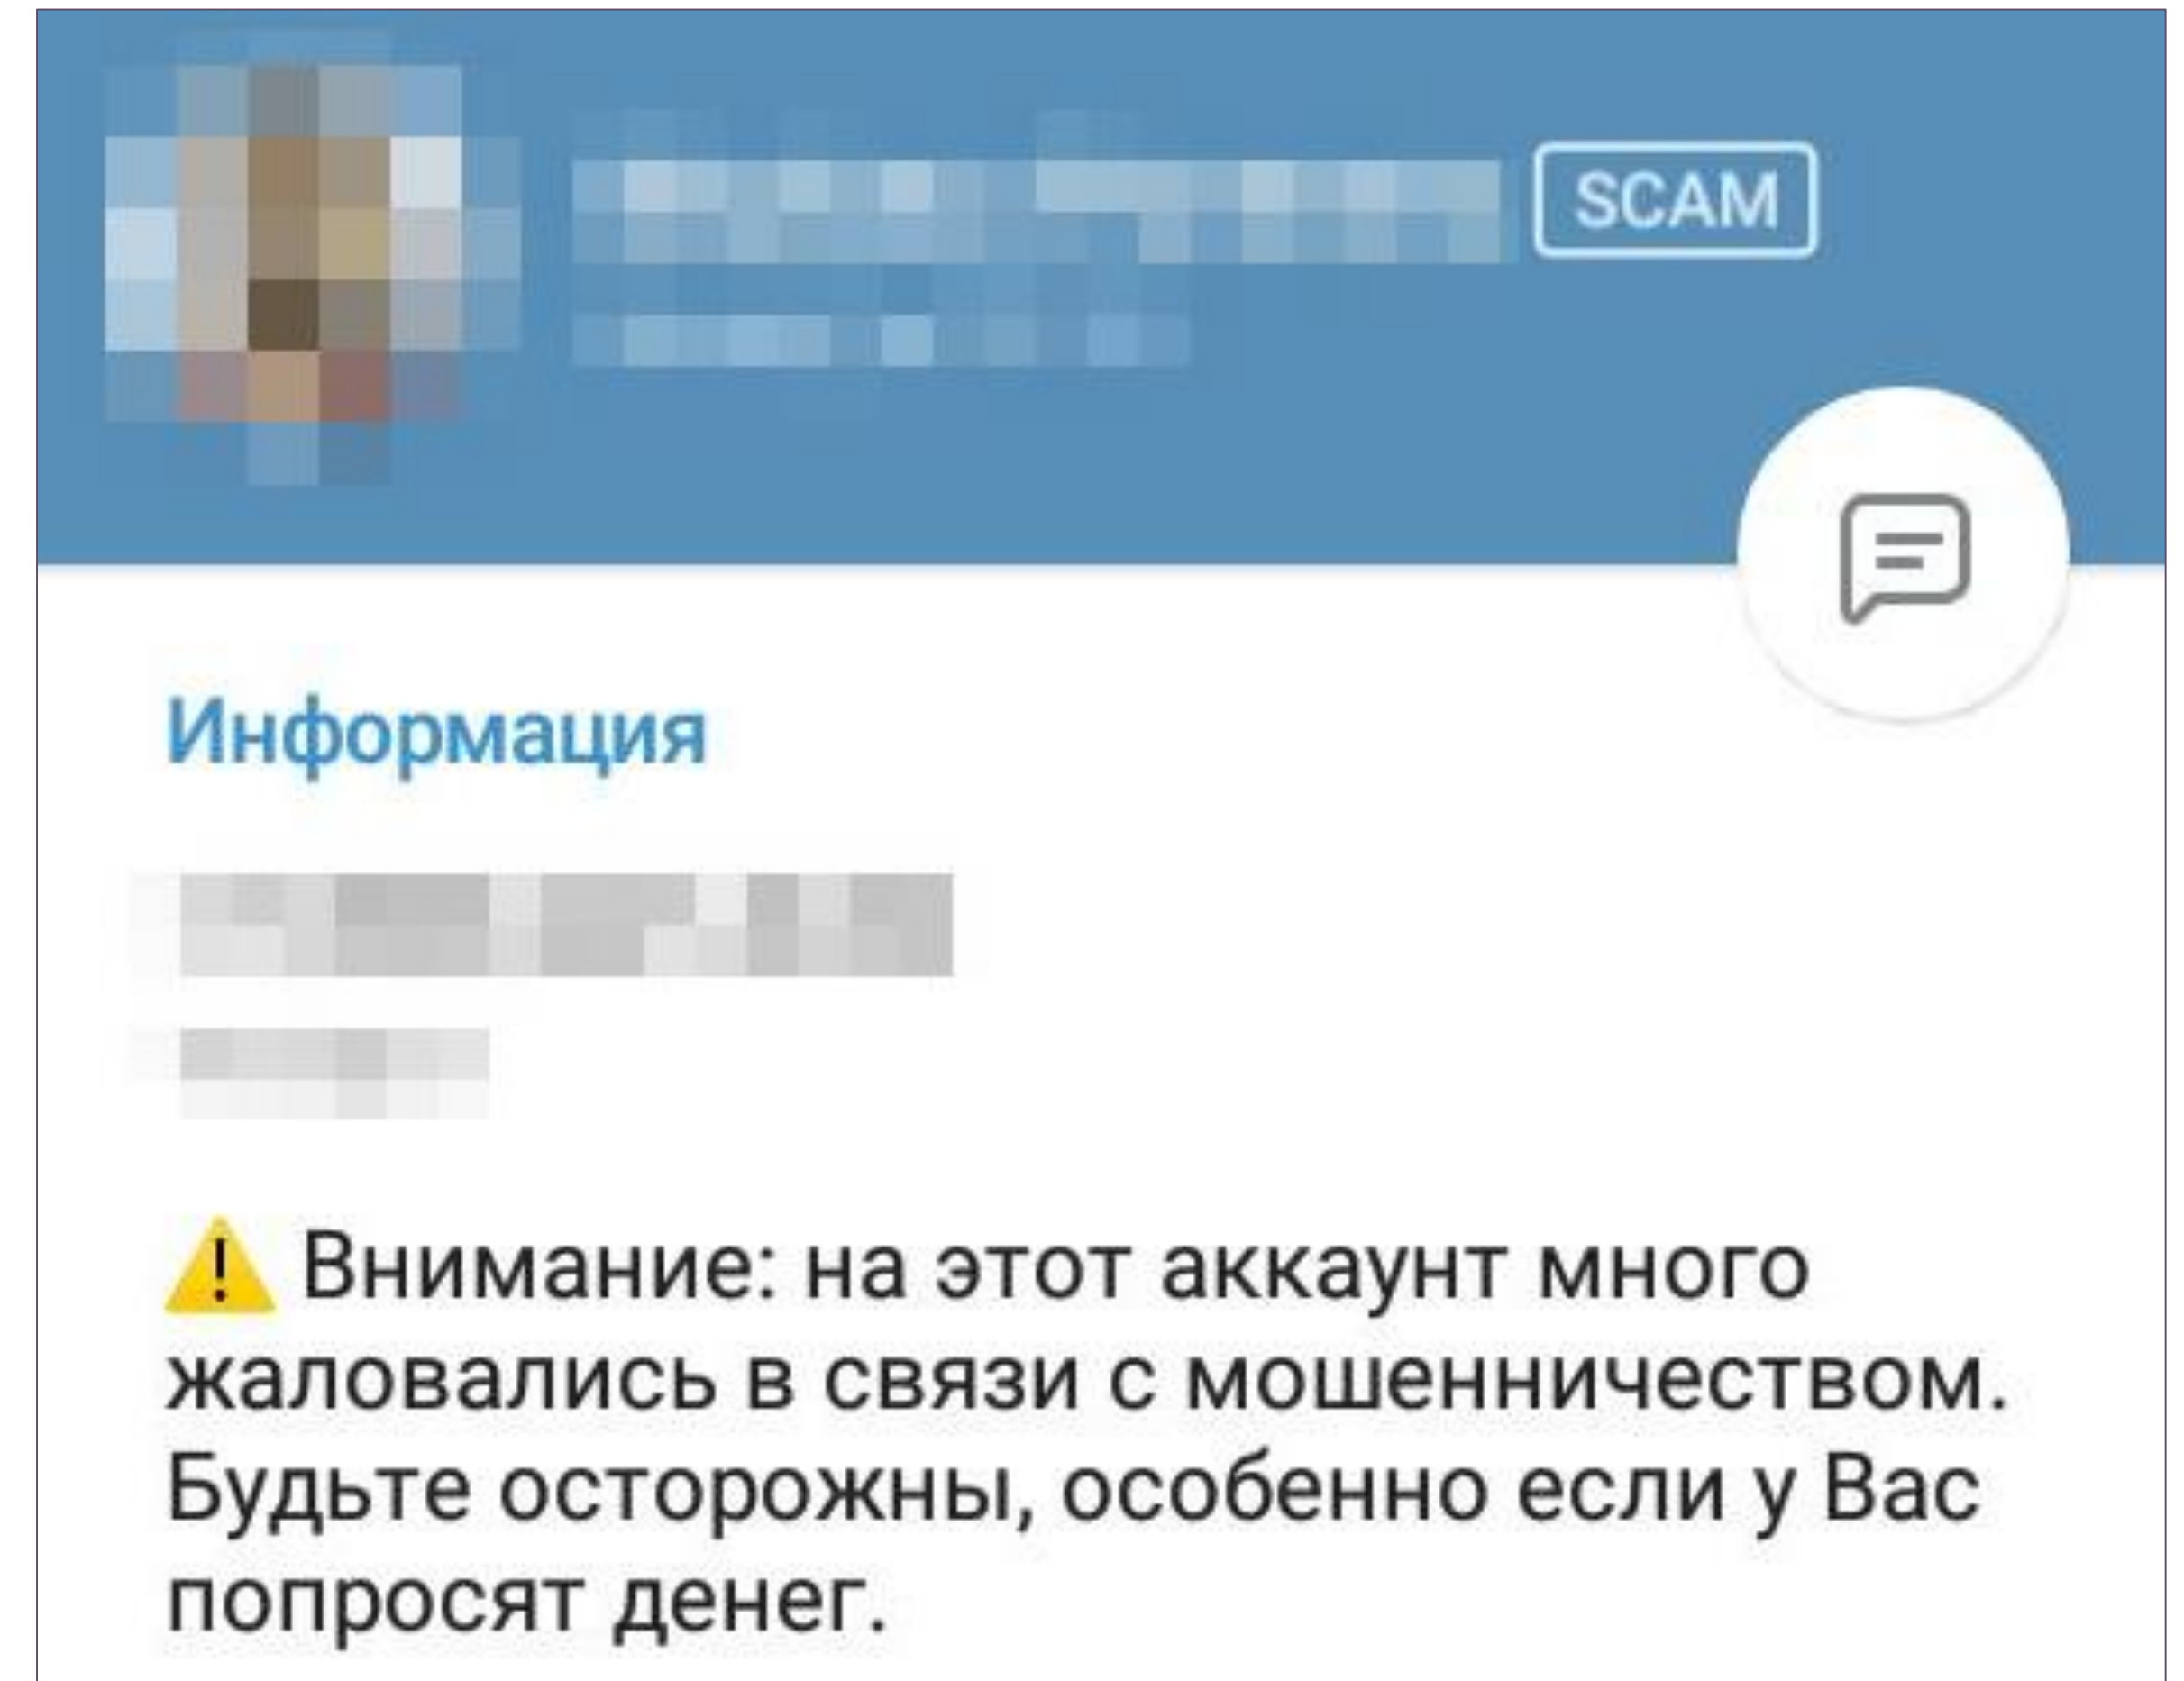 SCAM
Информация
Внимание: на этот аккаунт много
жаловались в связи с мошенничеством.
Будьте осторожны, особенно если у Вас
попросят денег.